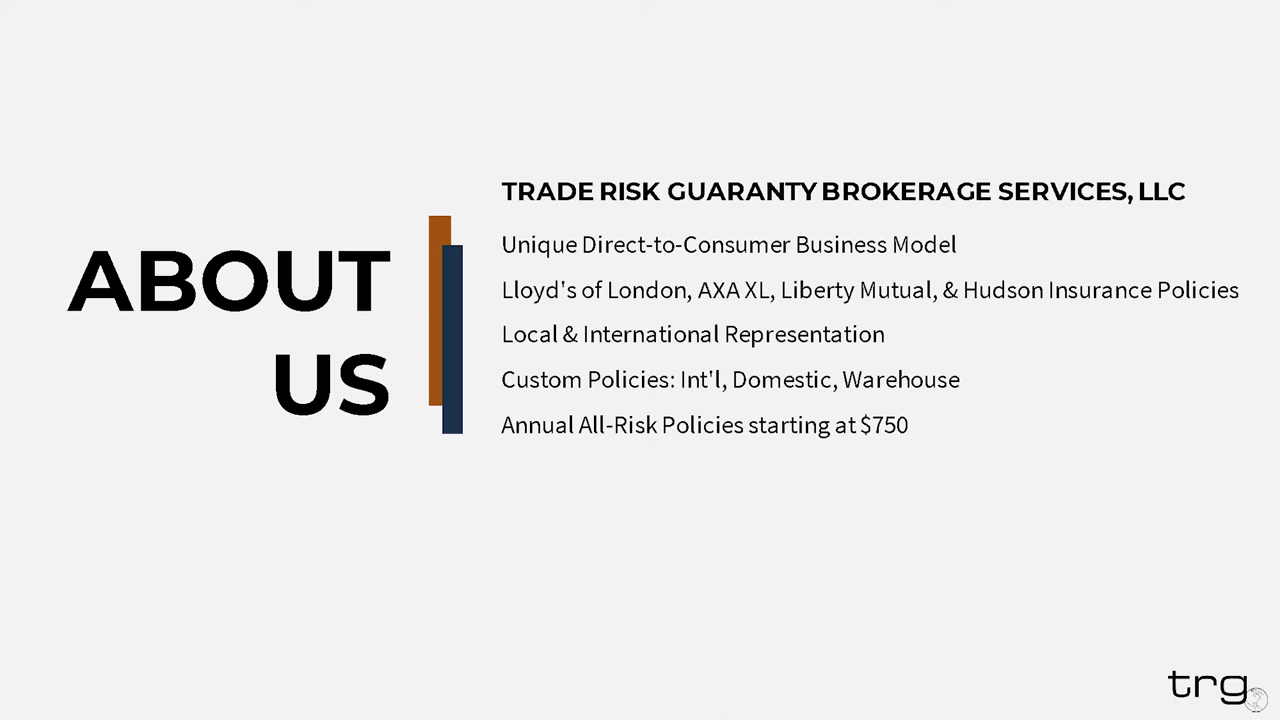 ABOUT
US
TRADE RISK GUARANTY BROKERAGE SERVICES, LLC
Unique Direct-to-Consumer Business Model
Lloyd's of London, AXA XL, Liberty Mutual, & Hudson Insurance Policies
Local & International Representation
Custom Policies: Int'l, Domestic, Warehouse
Annual All-Risk Policies starting at $750
trg